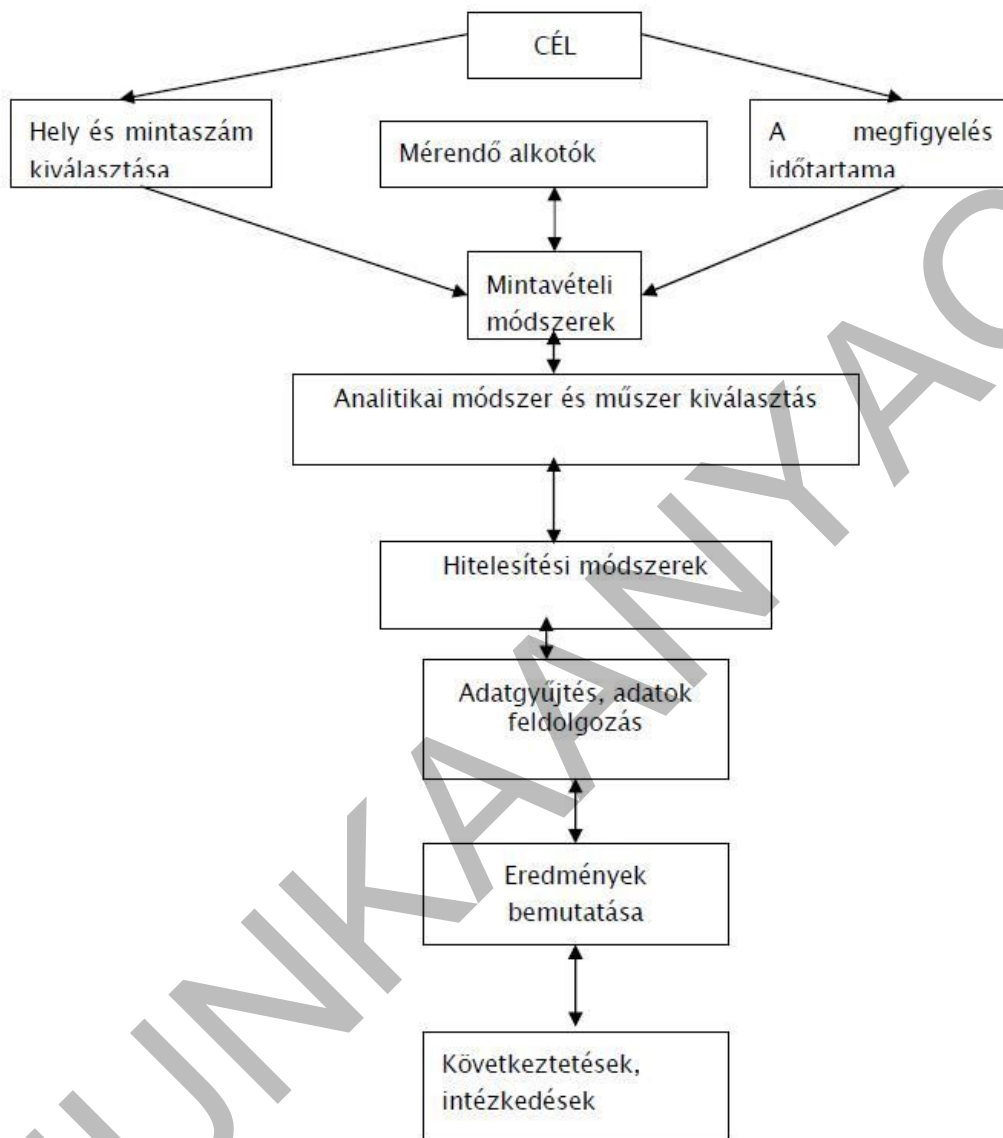 CÉL
Hely és mintaszám
kiválasztása
Mérendő alkotók
A megfigyelés
időtartama
Mintavételi
módszerek
Analitikai módszer és műszer kiválasztás
Hitelesítési módszerek
Adatgyűjtés, adatok
feldolgozás
Eredmények
bemutatása
Következtetések,
intézkedések
UNKAANYAG